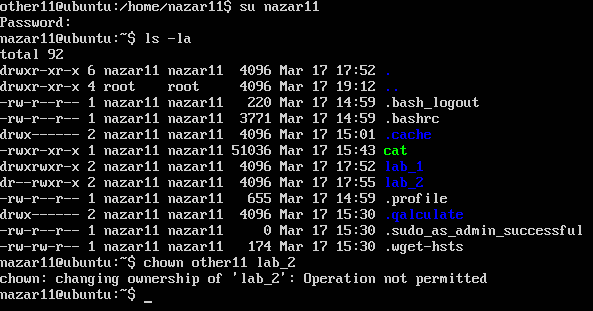 other11@ubuntu:/home/nazar11$ su nazar11
Password:
nazar11@ubuntu:~$ ls -la
total 92
drwxr-xr-x 6 nazar11 nazar11  4096 Mar 17 17:52 .
drwxr-xr-x 4 root    root     4096 Mar 17 19:12 ..
-rw-r--r-- 1 nazar11 nazar11   220 Mar 17 14:59 .bash_logout
-rw-r--r-- 1 nazar11 nazar11  3771 Mar 17 14:59 .bashrc
drwx------ 2 nazar11 nazar11  4096 Mar 17 15:01 .cache
-rwxr-xr-x 1 nazar11 nazar11 51036 Mar 17 15:43 cat
drwxrwxr-x 2 nazar11 nazar11  4096 Mar 17 17:52 lab_1
dr--rwxr-x 2 nazar11 nazar11  4096 Mar 17 17:55 lab_2
-rw-r--r-- 1 nazar11 nazar11   655 Mar 17 14:59 .profile
drwx------ 2 nazar11 nazar11  4096 Mar 17 15:30 .qalculate
-rw-r--r-- 1 nazar11 nazar11     0 Mar 17 15:30 .sudo_as_admin_successful
-rw-rw-r-- 1 nazar11 nazar11   174 Mar 17 15:30 .wget-hsts
nazar11@ubuntu:~$ chown other11 lab_2
chown: changing ownership of 'lab_2': Operation not permitted
nazar11@ubuntu:~$ _